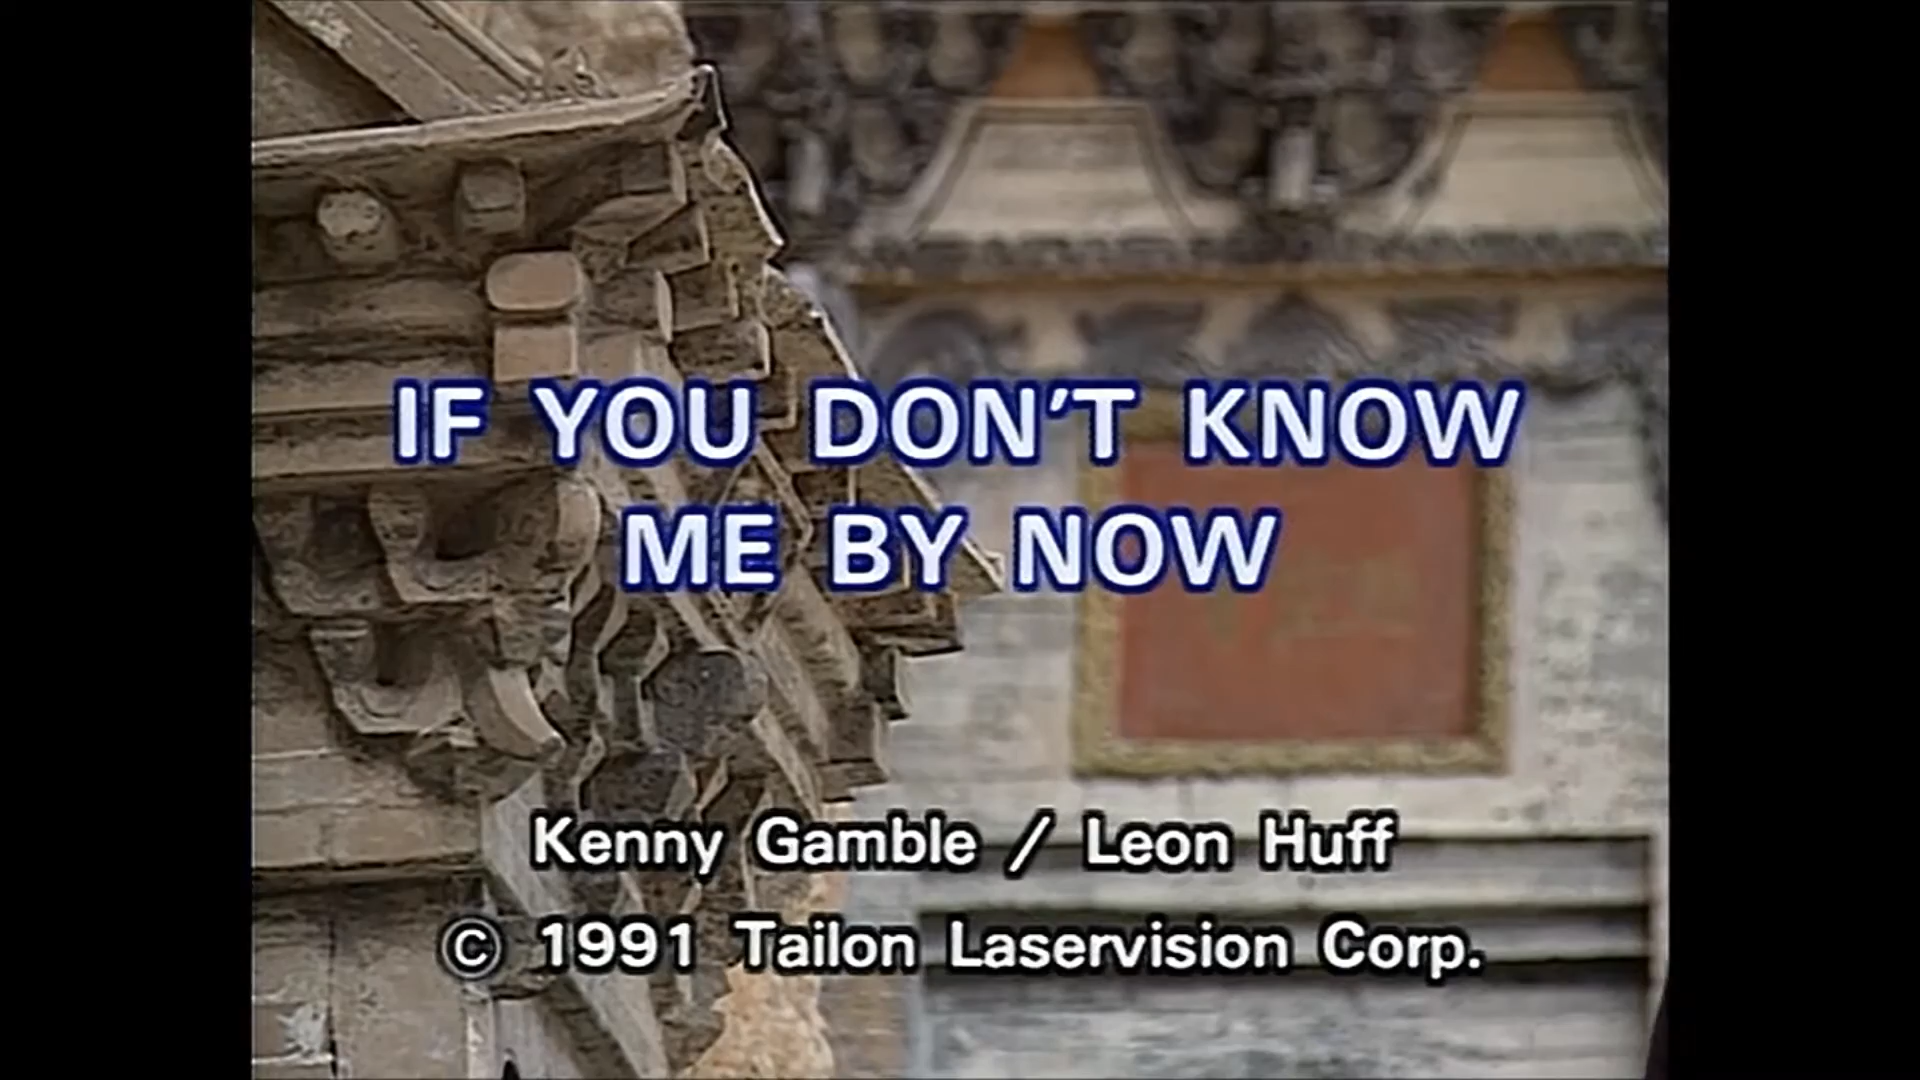 IF YOU DON'T KNOW
ME BY NOW
Kenny Gamble / Leon Huff
© 1991 Tailon Laservision Corp.